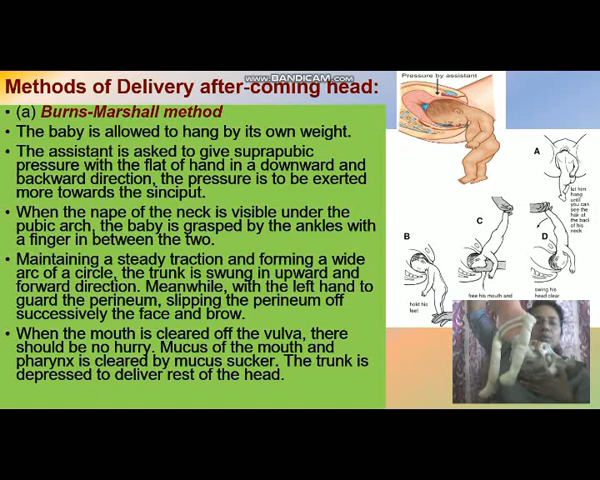 WWW.BANDICAM.COM
Methods of Delivery after-coming head:
• (a) Burns-Marshall method
• The baby is allowed to hang by its own weight.
• The assistant is asked to give suprapubic
pressure with the flat of hand in a downward and
backward direction, the pressure is to be exerted
more towards the sinciput.
• When the nape of the neck is visible under the
pubic arch, the baby is grasped by the ankles with
a finger in between the two.
• Maintaining a steady traction and forming a wide
arc of a circle, the trunk is swung in upward and
forward direction. Meanwhile, with the left hand to
guard the perineum, slipping the perineum off
successively the face and brow.
• When the mouth is cleared off the vulva, there
should be no hurry. Mucus of the mouth and
pharynx is cleared by mucus sucker. The trunk is
depressed to deliver rest of the head.
Pressure by assistant
A
let him
hang
until
you can
see the
hair at
the back
of his
neck
B
hold his
feet
C
free his mouth and
D
swing his
head clear